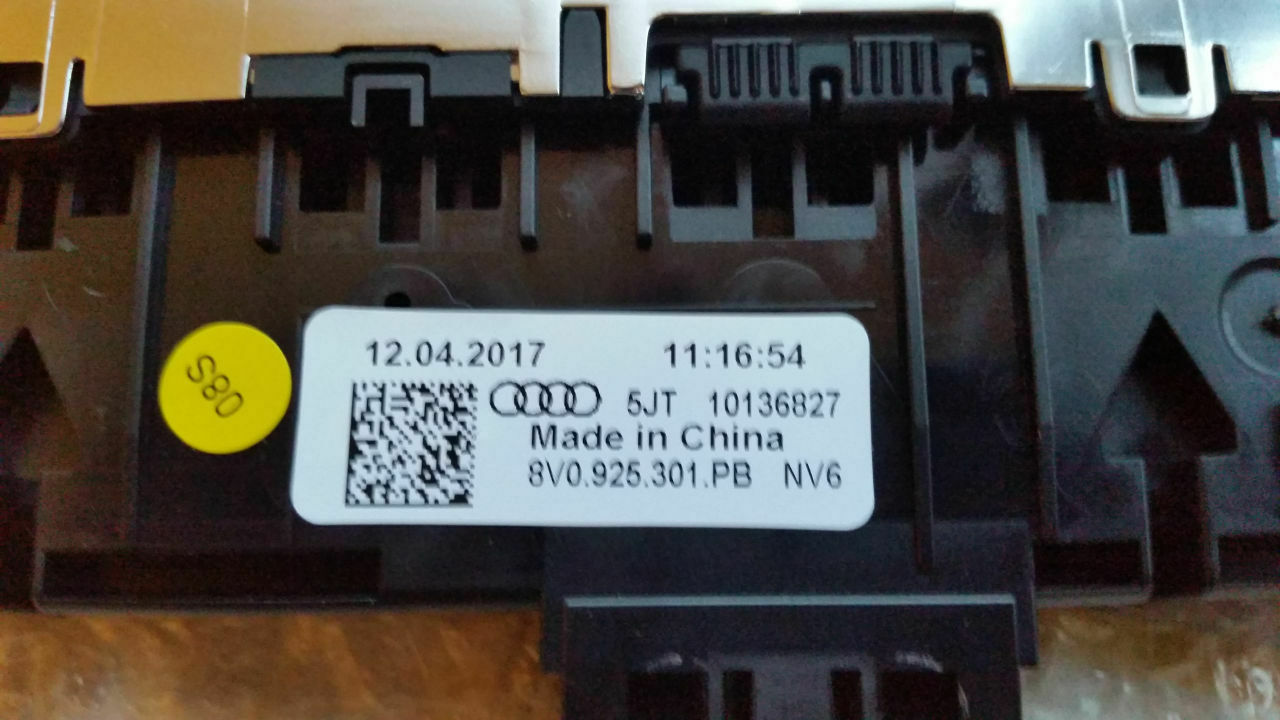 12.04.2017 11:16:54
5JT 10136827
Made in China
8V0.925.301.PB NV6
S80